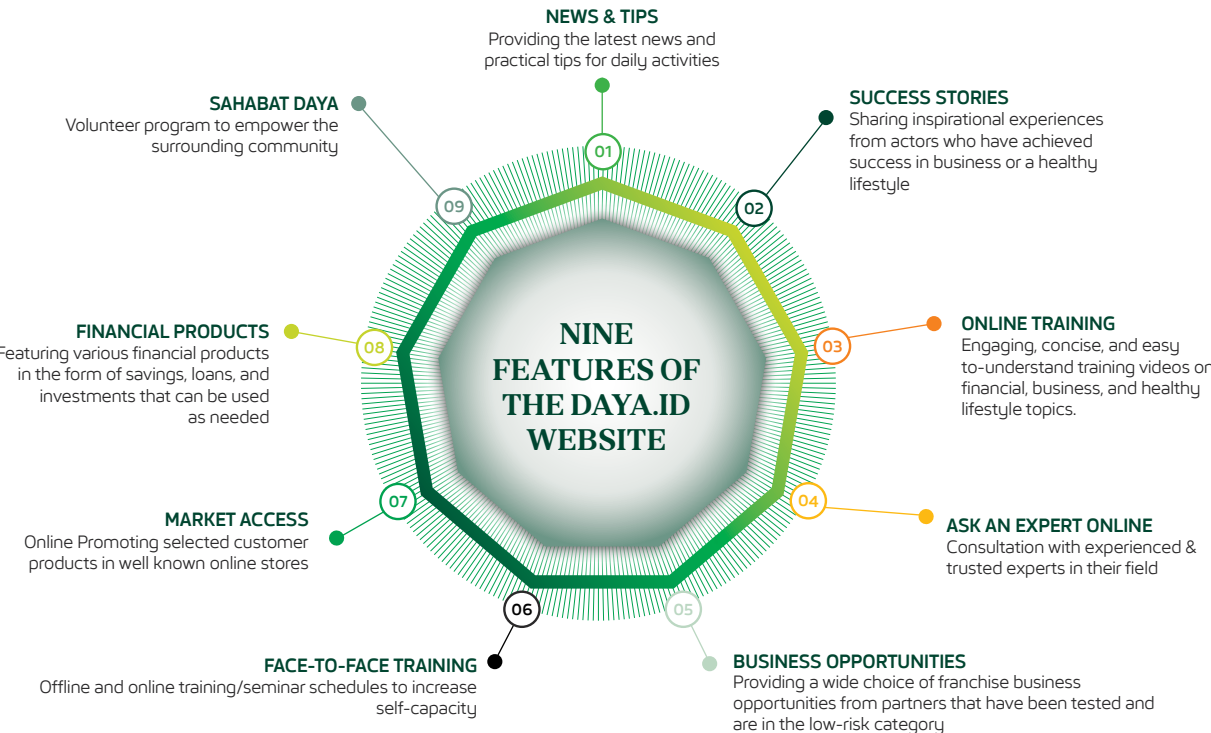 NEWS & TIPS
Providing the latest news and
practical tips for daily activities
01
SUCCESS STORIES
Sharing inspirational experiences
from actors who have achieved
success in business or a healthy
lifestyle
02
ONLINE TRAINING
Engaging, concise, and easy
to-understand training videos on
financial, business, and healthy
lifestyle topics.
03
ASK AN EXPERT ONLINE
Consultation with experienced &
trusted experts in their field
04
BUSINESS OPPORTUNITIES
Providing a wide choice of franchise business
opportunities from partners that have been tested and
are in the low-risk category
05
FACE-TO-FACE TRAINING
Offline and online training/seminar schedules to increase
self-capacity
06
MARKET ACCESS
Online Promoting selected customer
products in well known online stores
07
FINANCIAL PRODUCTS
Featuring various financial products
in the form of savings, loans, and
investments that can be used
as needed
08
SAHABAT DAYA
Volunteer program to empower the
surrounding community
09
NINE
FEATURES OF
THE DAYA.ID
WEBSITE